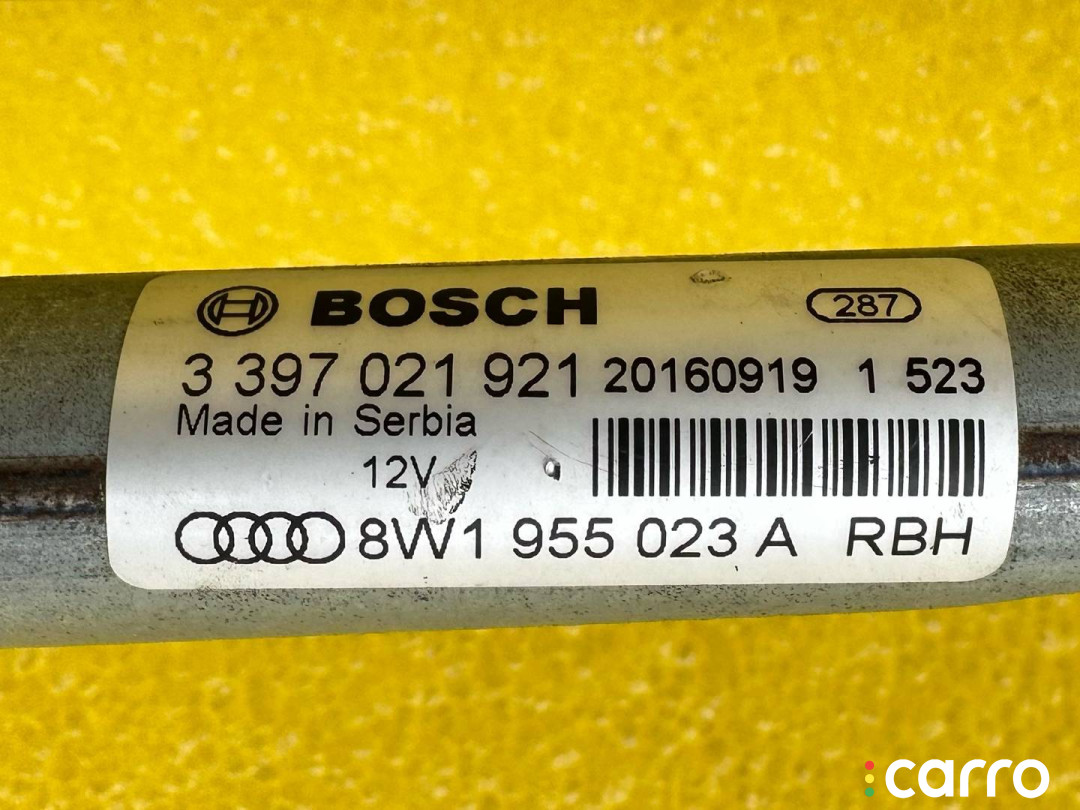 BOSCH 287
3 397 021 921 20160919 1 523
Made in Serbia
12V
8W1 955 023 A RBH
carro